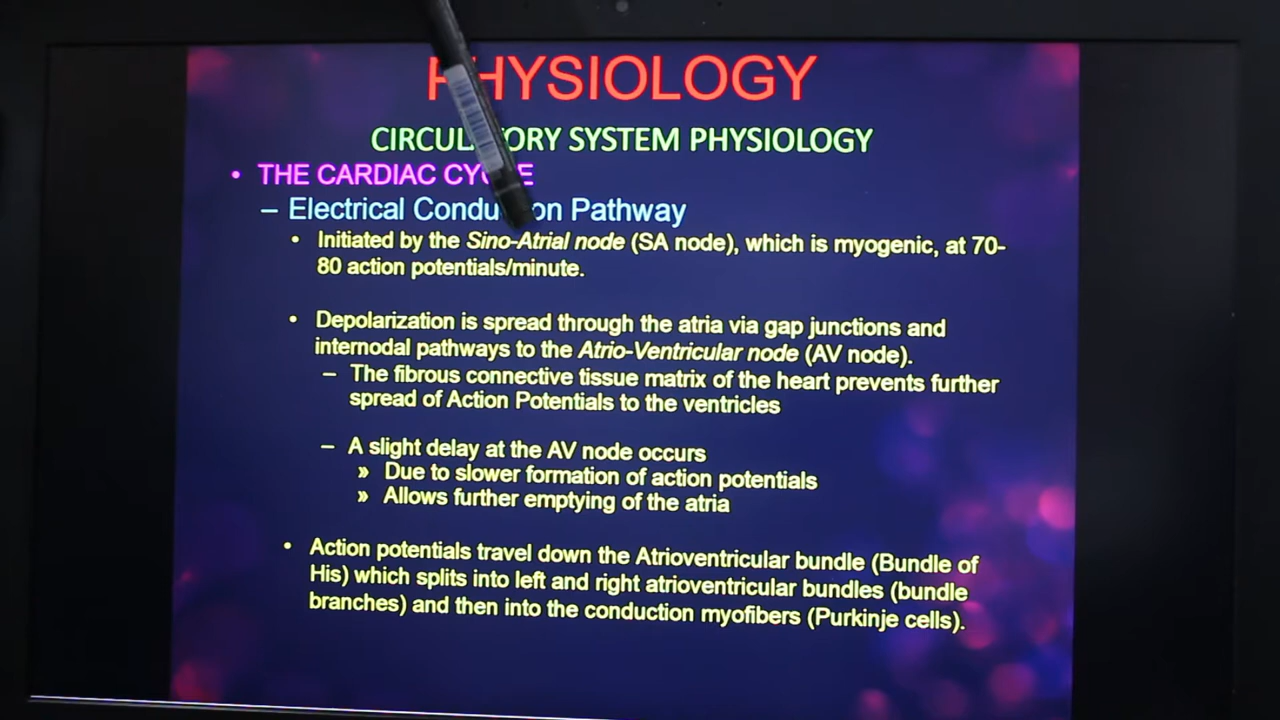 PHYSIOLOGY
CIRCULATORY SYSTEM PHYSIOLOGY
• THE CARDIAC CYCLE
– Electrical Conduction Pathway
• Initiated by the Sino-Atrial node (SA node), which is myogenic, at 70-
80 action potentials/minute.
• Depolarization is spread through the atria via gap junctions and
internodal pathways to the Atrio-Ventricular node (AV node).
– The fibrous connective tissue matrix of the heart prevents further
spread of Action Potentials to the ventricles
– A slight delay at the AV node occurs
» Due to slower formation of action potentials
» Allows further emptying of the atria
• Action potentials travel down the Atrioventricular bundle (Bundle of
His) which splits into left and right atrioventricular bundles (bundle
branches) and then into the conduction myofibers (Purkinje cells).